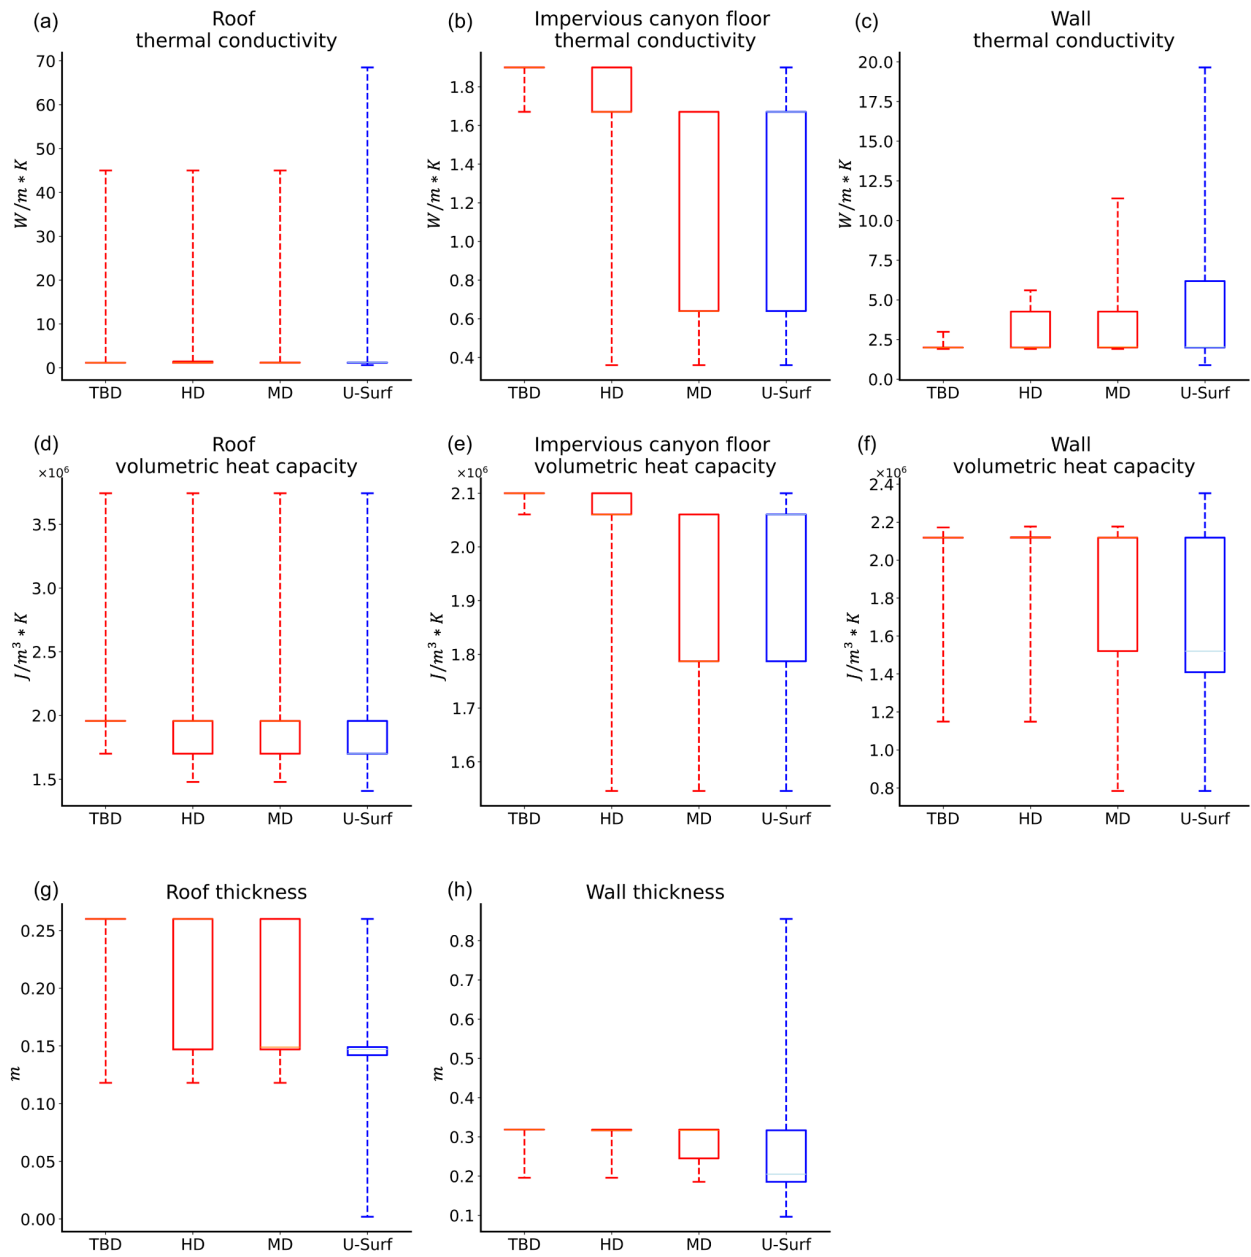 (a) Roof
thermal conductivity
70
60
50
40
30
20
10
0
W/m * K
TBD HD MD U-Surf
(b) Impervious canyon floor
thermal conductivity
1.8
1.6
1.4
1.2
1.0
0.8
0.6
0.4
W/m * K
TBD HD MD U-Surf
(c) Wall
thermal conductivity
20.0
17.5
15.0
12.5
10.0
7.5
5.0
2.5
0.0
W/m * K
TBD HD MD U-Surf
(d) Roof
volumetric heat capacity
×10⁶
3.5
3.0
2.5
2.0
1.5
J/m³ * K
TBD HD MD U-Surf
(e) Impervious canyon floor
volumetric heat capacity
×10⁶
2.1
2.0
1.9
1.8
1.7
1.6
J/m³ * K
TBD HD MD U-Surf
(f) Wall
volumetric heat capacity
×10⁶
2.4
2.2
2.0
1.8
1.6
1.4
1.2
1.0
0.8
J/m³ * K
TBD HD MD U-Surf
(g) Roof thickness
0.25
0.20
0.15
0.10
0.05
0.00
m
TBD HD MD U-Surf
(h) Wall thickness
0.8
0.7
0.6
0.5
0.4
0.3
0.2
0.1
m
TBD HD MD U-Surf